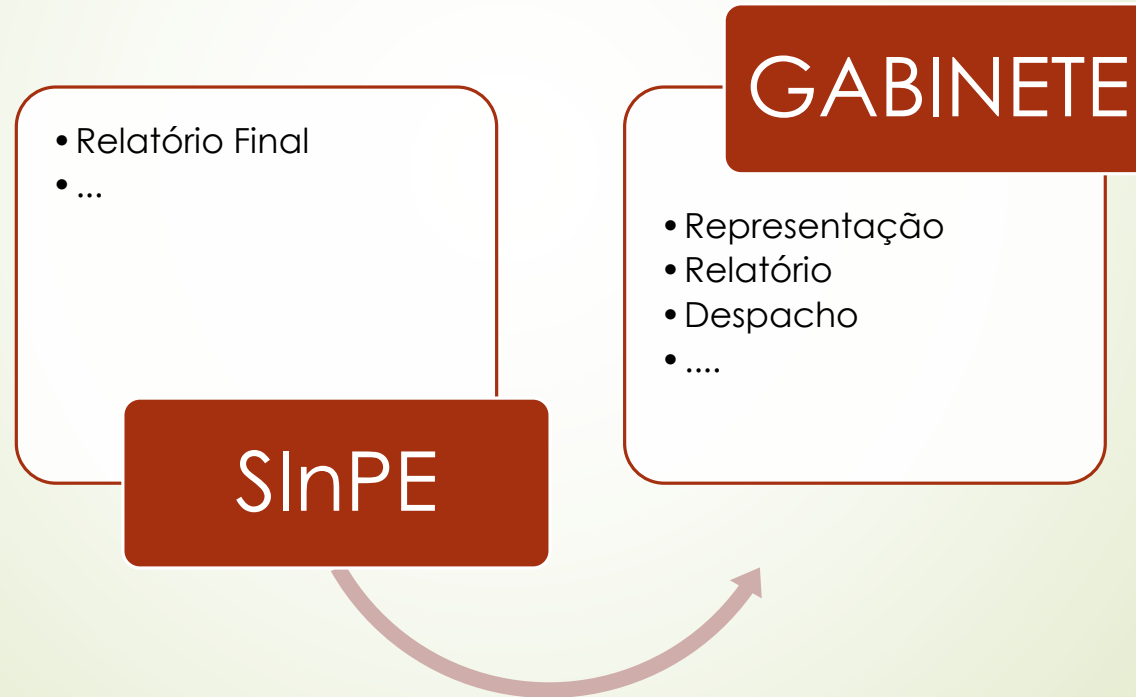 • Relatório Final
• ...
SInPE
GABINETE
• Representação
• Relatório
• Despacho
• ....